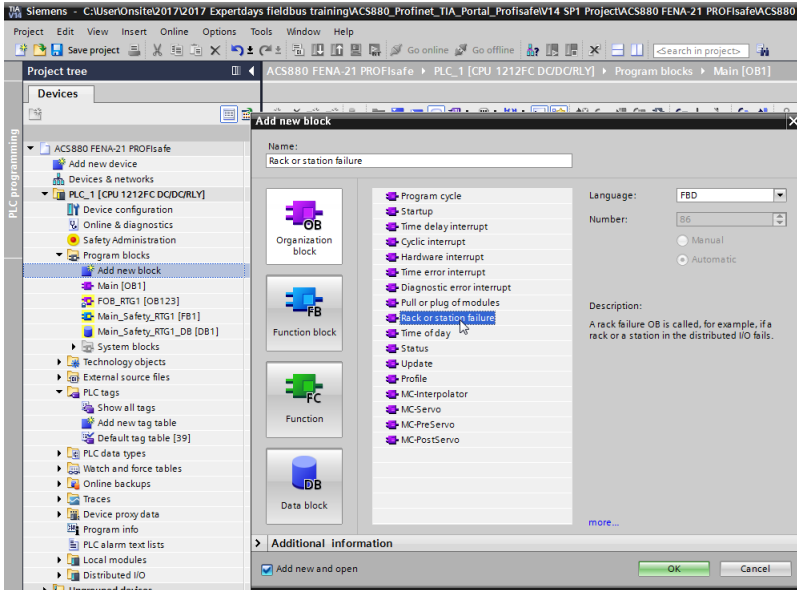 Siemens - C:\User\Onsite\2017\2017 Expertdays fieldbus training\ACS880_Profinet_TIA_Portal_Profisafe\V14 SP1 Project\ACS880 FENA-21 PROFIsafe\ACS880
Project Edit View Insert Online Options Tools Window Help
Save project Go online Go offline <Search in project>
Project tree
ACS880 FENA-21 PROFIsafe PLC_1 [CPU 1212FC DC/DC/RLY] Program blocks Main [OB1]
Devices
PLC programming
ACS880 FENA-21 PROFIsafe
Add new device
Devices & networks
PLC_1 [CPU 1212FC DC/DC/RLY]
Device configuration
Online & diagnostics
Safety Administration
Program blocks
Add new block
Main [OB1]
FOB_RTG1 [OB123]
Main_Safety_RTG1 [FB1]
Main_Safety_RTG1_DB [DB1]
System blocks
Technology objects
External source files
PLC tags
Show all tags
Add new tag table
Default tag table [39]
PLC data types
Watch and force tables
Online backups
Traces
Device proxy data
Program info
PLC alarm text lists
Local modules
Distributed I/O
Ungrouped devices
Add new block
Name:
Rack or station failure
OB
Organization
block
FB
Function block
FC
Function
DB
Data block
Program cycle
Startup
Time delay interrupt
Cyclic interrupt
Hardware interrupt
Time error interrupt
Diagnostic error interrupt
Pull or plug of modules
Rack or station failure
Time of day
Status
Update
Profile
MC-Interpolator
MC-Servo
MC-PreServo
MC-PostServo
Language: FBD
Number: 86
Manual
Automatic
Description:
A rack failure OB is called, for example, if a
rack or a station in the distributed I/O fails.
more...
Additional information
Add new and open
OK Cancel